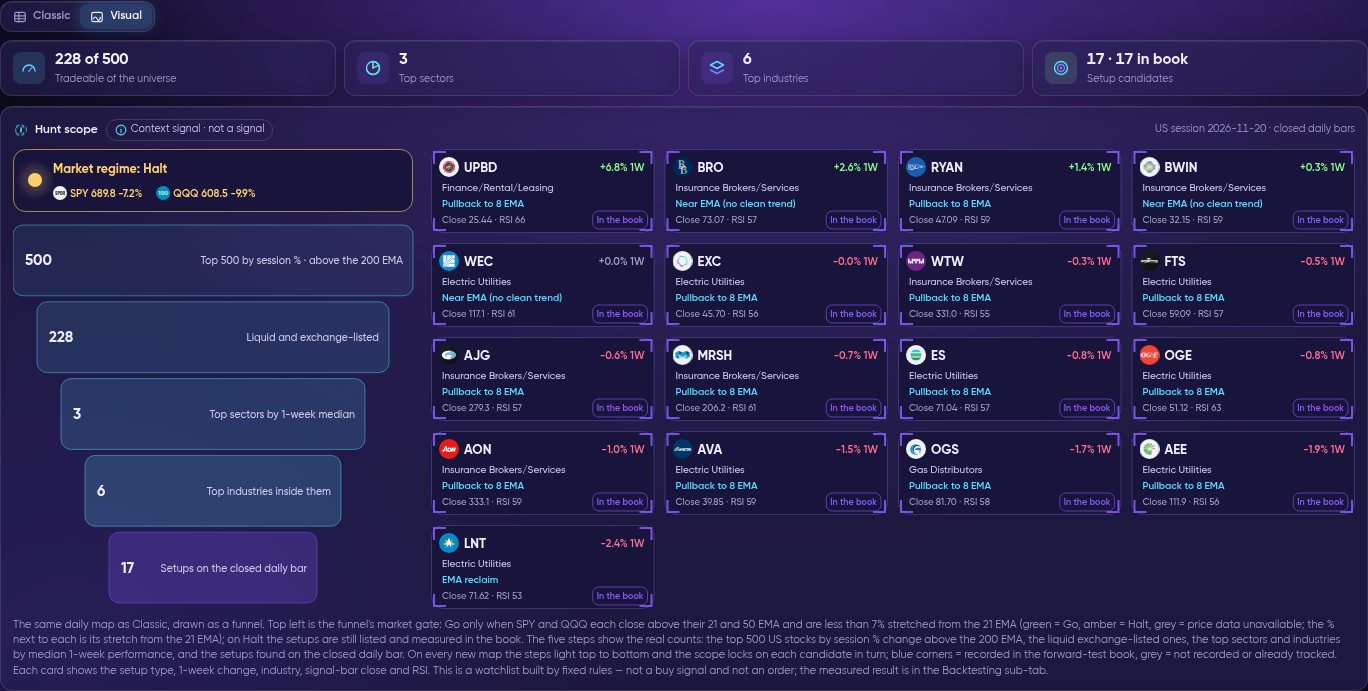 Classic
Visual
228 of 500
Tradeable of the universe
3
Top sectors
6
Top industries
17 · 17 in book
Setup candidates
Hunt scope
Context signal · not a signal
US session 2026-11-20 · closed daily bars
Market regime: Halt
SPY 689.8 -7.2%
QQQ 608.5 -9.9%
500
Top 500 by session % · above the 200 EMA
228
Liquid and exchange-listed
3
Top sectors by 1-week median
6
Top industries inside them
17
Setups on the closed daily bar
UPBD
+6.8% 1W
Finance/Rental/Leasing
Pullback to 8 EMA
Close 25.44 · RSI 66
In the book
BRO
+2.6% 1W
Insurance Brokers/Services
Near EMA (no clean trend)
Close 73.07 · RSI 57
In the book
RYAN
+1.4% 1W
Insurance Brokers/Services
Pullback to 8 EMA
Close 47.09 · RSI 59
In the book
BWIN
+0.3% 1W
Insurance Brokers/Services
Near EMA (no clean trend)
Close 32.15 · RSI 59
In the book
WEC
+0.0% 1W
Electric Utilities
Near EMA (no clean trend)
Close 117.1 · RSI 61
In the book
EXC
-0.0% 1W
Electric Utilities
Pullback to 8 EMA
Close 45.70 · RSI 56
In the book
WTW
-0.3% 1W
Insurance Brokers/Services
Pullback to 8 EMA
Close 331.0 · RSI 55
In the book
FTS
-0.5% 1W
Electric Utilities
Pullback to 8 EMA
Close 59.09 · RSI 57
In the book
AJG
-0.6% 1W
Insurance Brokers/Services
Pullback to 8 EMA
Close 279.3 · RSI 57
In the book
MRSH
-0.7% 1W
Insurance Brokers/Services
Pullback to 8 EMA
Close 206.2 · RSI 61
In the book
ES
-0.8% 1W
Electric Utilities
Pullback to 8 EMA
Close 71.04 · RSI 57
In the book
OGE
-0.8% 1W
Electric Utilities
Pullback to 8 EMA
Close 51.12 · RSI 63
In the book
AON
-1.0% 1W
Insurance Brokers/Services
Pullback to 8 EMA
Close 333.1 · RSI 59
In the book
AVA
-1.5% 1W
Electric Utilities
Pullback to 8 EMA
Close 39.85 · RSI 59
In the book
OGS
-1.7% 1W
Gas Distributors
Pullback to 8 EMA
Close 81.70 · RSI 58
In the book
AEE
-1.9% 1W
Electric Utilities
Pullback to 8 EMA
Close 111.9 · RSI 56
In the book
LNT
-2.4% 1W
Electric Utilities
EMA reclaim
Close 71.62 · RSI 53
In the book
The same daily map as Classic, drawn as a funnel. Top left is the funnel's market gate: Go only when SPY and QQQ each close above their 21 and 50 EMA and are less than 7% stretched from the 21 EMA (green = Go, amber = Halt, grey = price data unavailable; the %
next to each is its stretch from the 21 EMA); on Halt the setups are still listed and measured in the book. The five steps show the real counts: the top 500 US stocks by session % change above the 200 EMA, the liquid exchange-listed ones, the top sectors and industries
by median 1-week performance, and the setups found on the closed daily bar. On every new map the steps light top to bottom and the scope locks on each candidate in turn; blue corners = recorded in the forward-test book, grey = not recorded or already tracked.
Each card shows the setup type, 1-week change, industry, signal-bar close and RSI. This is a watchlist built by fixed rules — not a buy signal and not an order; the measured result is in the Backtesting sub-tab.